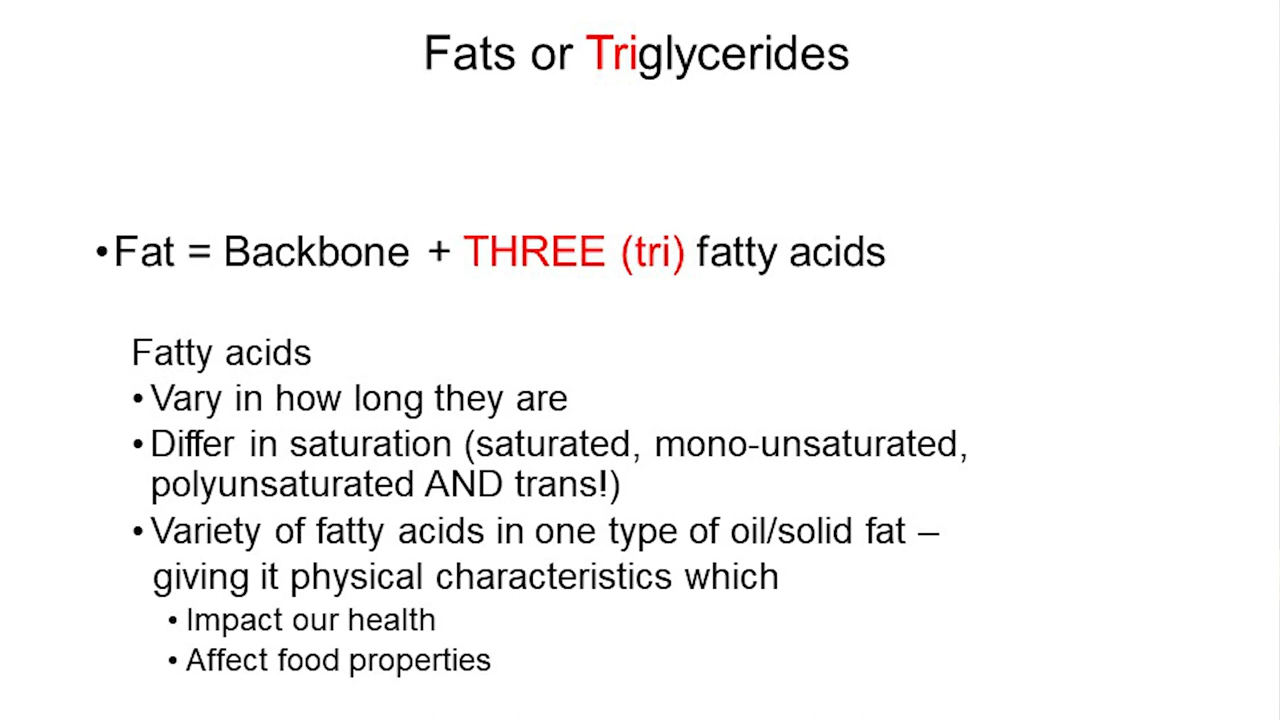 Fats or Triglycerides
•Fat = Backbone + THREE (tri) fatty acids
Fatty acids
•Vary in how long they are
•Differ in saturation (saturated, mono-unsaturated,
polyunsaturated AND trans!)
•Variety of fatty acids in one type of oil/solid fat –
giving it physical characteristics which
•Impact our health
•Affect food properties